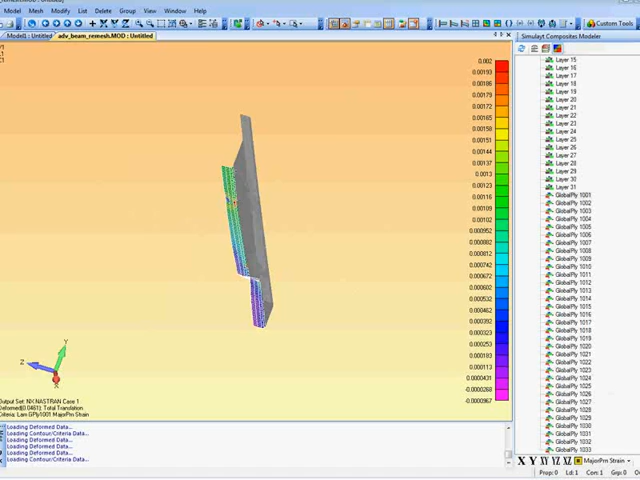 Model Mesh Modify List Delete Group View Window Help
Custom Tools
Model1 : Untitled adv_beam_remesh.MOD : Untitled
Simulayt Composites Modeler
0.002
0.00193
0.00186
0.00179
0.00172
0.00165
0.00158
0.00151
0.00144
0.00137
0.0013
0.00123
0.00116
0.00109
0.00102
0.000952
0.000882
0.000812
0.000742
0.000672
0.000602
0.000532
0.000462
0.000392
0.000323
0.000253
0.000183
0.000113
0.0000431
-0.0000268
-0.0000967
Y
Z
X
Output Set: NX NASTRAN Case 1
Deformed(0.0461): Total Translation
Criteria: Lam GPly1001 MajorPrn Strain
Loading Deformed Data...
Loading Contour/Criteria Data...
Loading Deformed Data...
Loading Deformed Data...
Loading Deformed Data...
Loading Contour/Criteria Data...
Layer 15
Layer 16
Layer 17
Layer 18
Layer 19
Layer 20
Layer 21
Layer 22
Layer 23
Layer 24
Layer 25
Layer 26
Layer 27
Layer 28
Layer 29
Layer 30
Layer 31
GlobalPly 1001
GlobalPly 1002
GlobalPly 1003
GlobalPly 1004
GlobalPly 1005
GlobalPly 1006
GlobalPly 1007
GlobalPly 1008
GlobalPly 1009
GlobalPly 1010
GlobalPly 1011
GlobalPly 1012
GlobalPly 1013
GlobalPly 1014
GlobalPly 1015
GlobalPly 1016
GlobalPly 1017
GlobalPly 1018
GlobalPly 1019
GlobalPly 1020
GlobalPly 1021
GlobalPly 1022
GlobalPly 1023
GlobalPly 1024
GlobalPly 1025
GlobalPly 1026
GlobalPly 1027
GlobalPly 1028
GlobalPly 1029
GlobalPly 1030
GlobalPly 1031
GlobalPly 1032
GlobalPly 1033
X Y XY YZ XZ MajorPrn Strain
Prop: 0 Ld: 1 Con: 1 Grp: 0